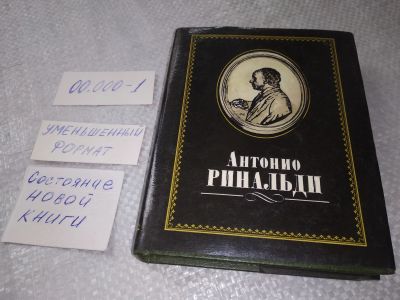 00.000-1
УМЕНЬШЕННЫЙ
ФОРМАТ
СОСТОЯНИЕ
НОВОЙ
КНИГИ
Антонио
РИНАЛЬДИ